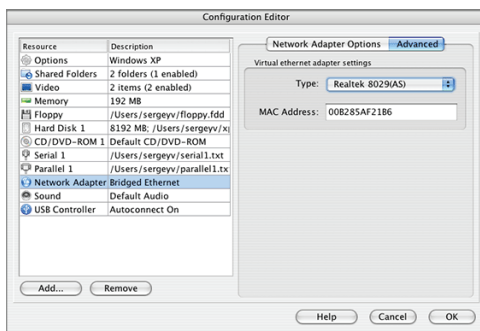 Configuration Editor
Resource Description
Options Windows XP
Shared Folders 2 folders (1 enabled)
Video 2 items (2 enabled)
Memory 192 MB
Floppy /Users/sergeyv/floppy.fdd
Hard Disk 1 8192 MB; /Users/sergeyv/xp
CD/DVD-ROM 1 Default CD/DVD-ROM
Serial 1 /Users/sergeyv/serial1.txt
Parallel 1 /Users/sergeyv/parallel1.tx
Network Adapter Bridged Ethernet
Sound Default Audio
USB Controller Autoconnect On
Add... Remove
Network Adapter Options Advanced
Virtual ethernet adapter settings
Type: Realtek 8029(AS)
MAC Address: 00B285AF21B6
Help Cancel OK